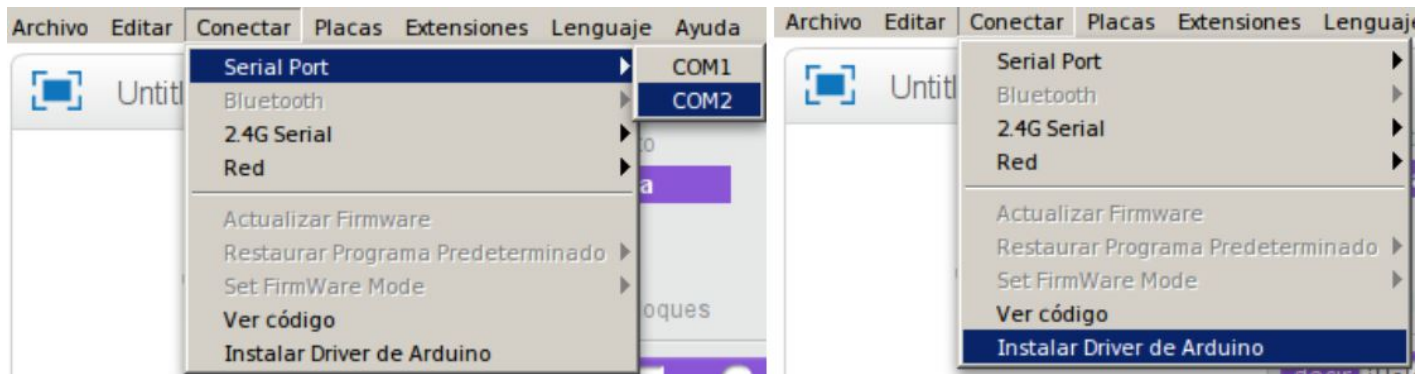 Archivo Editar Conectar Placas Extensiones Lenguaje Ayuda
Untitl
Serial Port
COM1
Bluetooth
COM2
2.4G Serial
Red
a
Actualizar Firmware
Restaurar Programa Predeterminado
Set FirmWare Mode
oques
Ver código
Instalar Driver de Arduino
Archivo Editar Conectar Placas Extensiones Lenguaje
Untitl
Serial Port
Bluetooth
2.4G Serial
Red
Actualizar Firmware
Restaurar Programa Predeterminado
Set FirmWare Mode
Ver código
Instalar Driver de Arduino